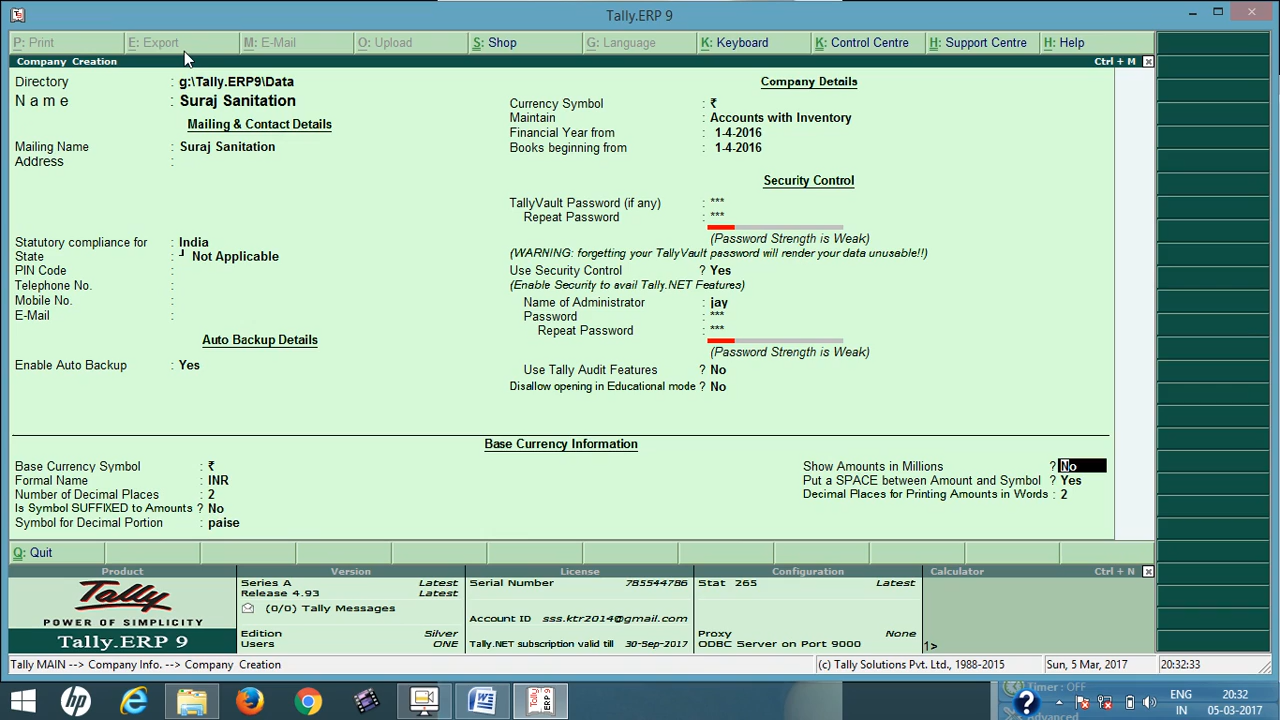 Tally.ERP 9
P: Print E: Export M: E-Mail O: Upload S: Shop G: Language K: Keyboard K: Control Centre H: Support Centre H: Help
Company Creation Ctrl + M
Directory : g:\Tally.ERP9\Data
Name : Suraj Sanitation
Mailing & Contact Details
Mailing Name : Suraj Sanitation
Address :
Statutory compliance for : India
State : ┘ Not Applicable
PIN Code :
Telephone No. :
Mobile No. :
E-Mail :
Auto Backup Details
Enable Auto Backup : Yes
Company Details
Currency Symbol : ₹
Maintain : Accounts with Inventory
Financial Year from : 1-4-2016
Books beginning from : 1-4-2016
Security Control
TallyVault Password (if any) : ***
Repeat Password : ***
(Password Strength is Weak)
(WARNING: forgetting your TallyVault password will render your data unusable!!)
Use Security Control ? Yes
(Enable Security to avail Tally.NET Features)
Name of Administrator : jay
Password : ***
Repeat Password : ***
(Password Strength is Weak)
Use Tally Audit Features ? No
Disallow opening in Educational mode ? No
Base Currency Information
Base Currency Symbol : ₹
Formal Name : INR
Number of Decimal Places : 2
Is Symbol SUFFIXED to Amounts ? No
Symbol for Decimal Portion : paise
Show Amounts in Millions ? No
Put a SPACE between Amount and Symbol ? Yes
Decimal Places for Printing Amounts in Words : 2
Q: Quit
Product
Tally
POWER OF SIMPLICITY
Tally.ERP 9
Version
Series A Latest
Release 4.93 Latest
(0/0) Tally Messages
Edition Silver
Users ONE
License
Serial Number 785544786
Account ID sss.ktr2014@gmail.com
Tally.NET subscription valid till 30-Sep-2017
Configuration
Stat 265 Latest
Proxy None
ODBC Server on Port 9000
Calculator Ctrl + N
1>
Tally MAIN --> Company Info. --> Company Creation (c) Tally Solutions Pvt. Ltd., 1988-2015 Sun, 5 Mar, 2017 20:32:33
Timer : OFF
Advanced
ENG
IN
20:32
05-03-2017